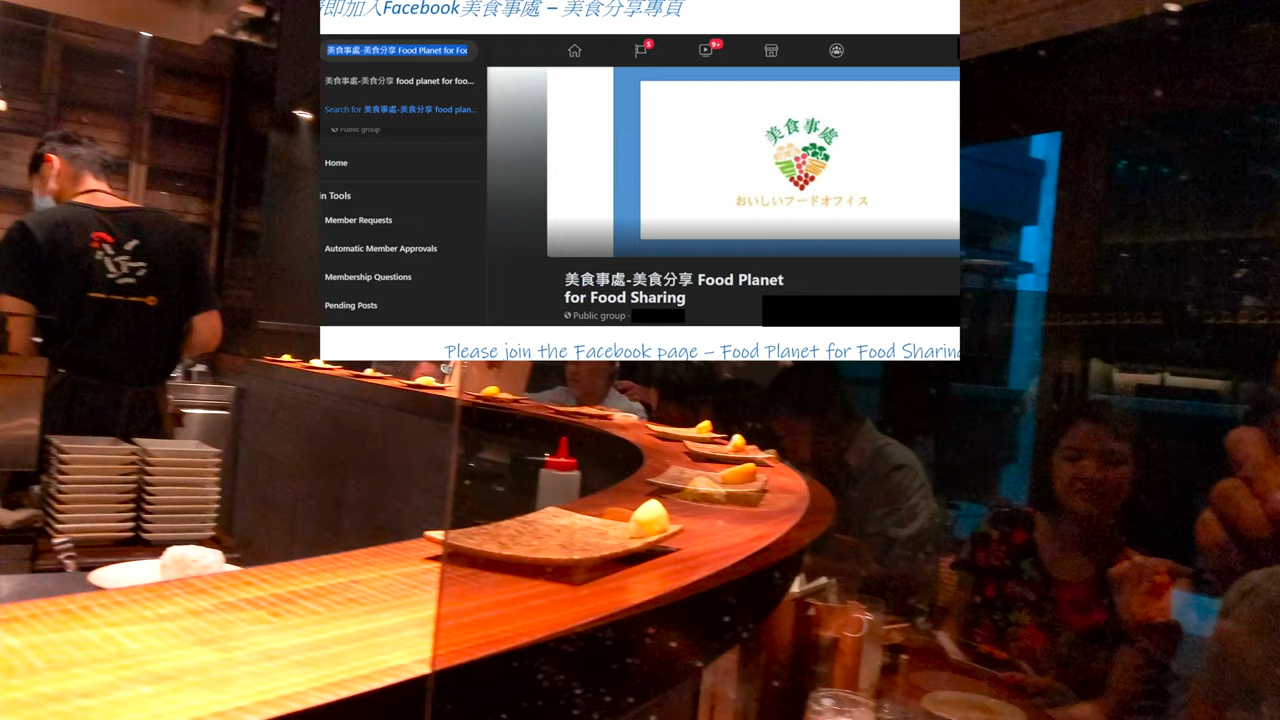 即加入Facebook美食事處 – 美食分享專頁
美食事處-美食分享 Food Planet for Foo
5
9+
美食事處-美食分享 food planet for foo...
Search for 美食事處-美食分享 food plan...
Public group
Home
in Tools
Member Requests
Automatic Member Approvals
Membership Questions
Pending Posts
美食事處
おいしいフードオフィス
美食事處-美食分享 Food Planet
for Food Sharing
Public group ·
Please join the Facebook page – Food Planet for Food Sharing